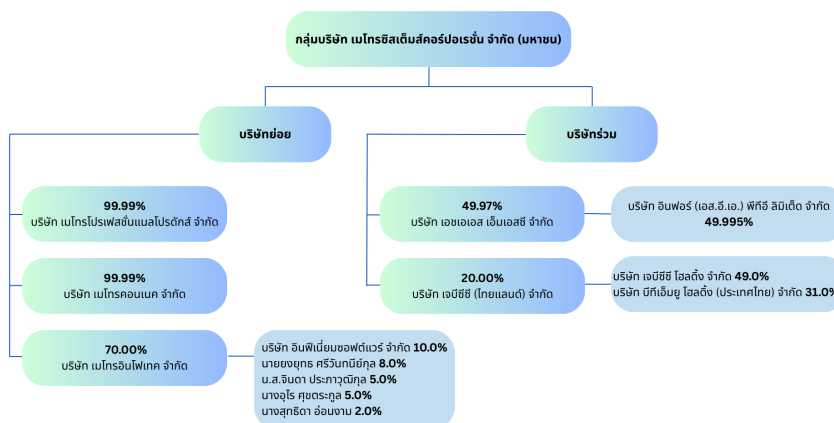 กลุ่มบริษัท เมโทรซิสเต็มส์คอร์ปอเรชั่น จำกัด (มหาชน)
บริษัทย่อย
99.99%
บริษัท เมโทรโปรเฟสชั่นแนลโปรดักส์ จำกัด
99.99%
บริษัท เมโทรคอนเนค จำกัด
70.00%
บริษัท เมโทรอินโฟเทค จำกัด
บริษัท อินฟินี่ยมซอฟต์แวร์ จำกัด 10.0%
นายยงยุทธ ศรีวันทนียกุล 8.0%
น.ส.จินดา ประภาวุฒิกุล 5.0%
นางอุไร ศุขตระกูล 5.0%
นางสุทธิดา อ่อนงาม 2.0%
บริษัทร่วม
49.97%
บริษัท เอชเอเอส เอ็มเอสซี จำกัด
บริษัท อินฟอร์ (เอส.อี.เอ.) พีทีอี ลิมิเต็ด จำกัด
49.995%
20.00%
บริษัท เจบีซีซี (ไทยแลนด์) จำกัด
บริษัท เจบีซีซี โฮลดิ้ง จำกัด 49.0%
บริษัท บีทีเอ็มยู โฮลดิ้ง (ประเทศไทย) จำกัด 31.0%